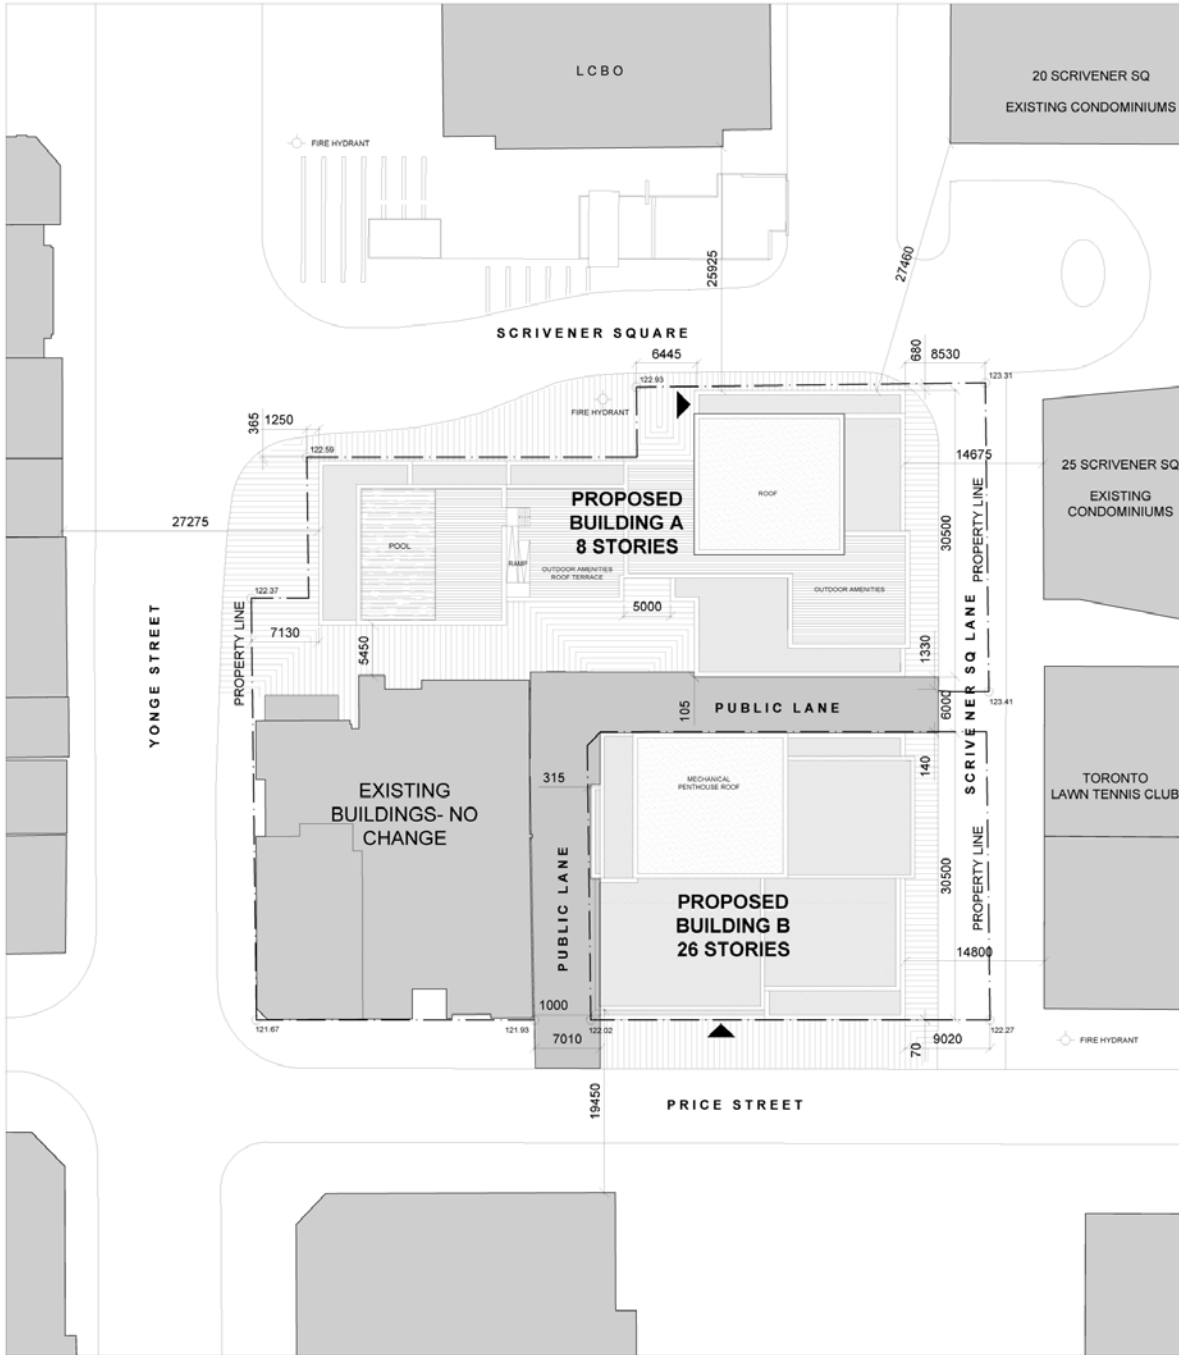 LCBO
20 SCRIVENER SQ
EXISTING CONDOMINIUMS
FIRE HYDRANT
25925
27460
SCRIVENER SQUARE
6445
680
8530
122.93
123.31
365
1250
FIRE HYDRANT
122.59
14675
25 SCRIVENER SQ
EXISTING
CONDOMINIUMS
PROPOSED
BUILDING A
8 STORIES
ROOF
27275
POOL
RAMP
OUTDOOR AMENITIES
ROOF TERRACE
OUTDOOR AMENITIES
30500
PROPERTY LINE
122.37
5000
7130
5450
1330
PROPERTY LINE
YONGE STREET
SCRIVENER SQ LANE
123.41
105
PUBLIC LANE
6000
315
140
MECHANICAL
PENTHOUSE ROOF
TORONTO
LAWN TENNIS CLUB
EXISTING
BUILDINGS- NO
CHANGE
PUBLIC LANE
30500
PROPERTY LINE
PROPOSED
BUILDING B
26 STORIES
14800
1000
121.67
121.93
122.02
122.27
7010
70
9020
FIRE HYDRANT
19450
PRICE STREET